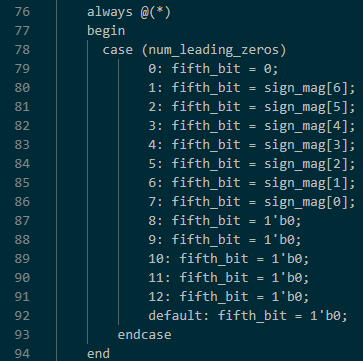 76 always @(*)
77 begin
78 case (num_leading_zeros)
79 0: fifth_bit = 0;
80 1: fifth_bit = sign_mag[6];
81 2: fifth_bit = sign_mag[5];
82 3: fifth_bit = sign_mag[4];
83 4: fifth_bit = sign_mag[3];
84 5: fifth_bit = sign_mag[2];
85 6: fifth_bit = sign_mag[1];
86 7: fifth_bit = sign_mag[0];
87 8: fifth_bit = 1'b0;
88 9: fifth_bit = 1'b0;
89 10: fifth_bit = 1'b0;
90 11: fifth_bit = 1'b0;
91 12: fifth_bit = 1'b0;
92 default: fifth_bit = 1'b0;
93 endcase
94 end